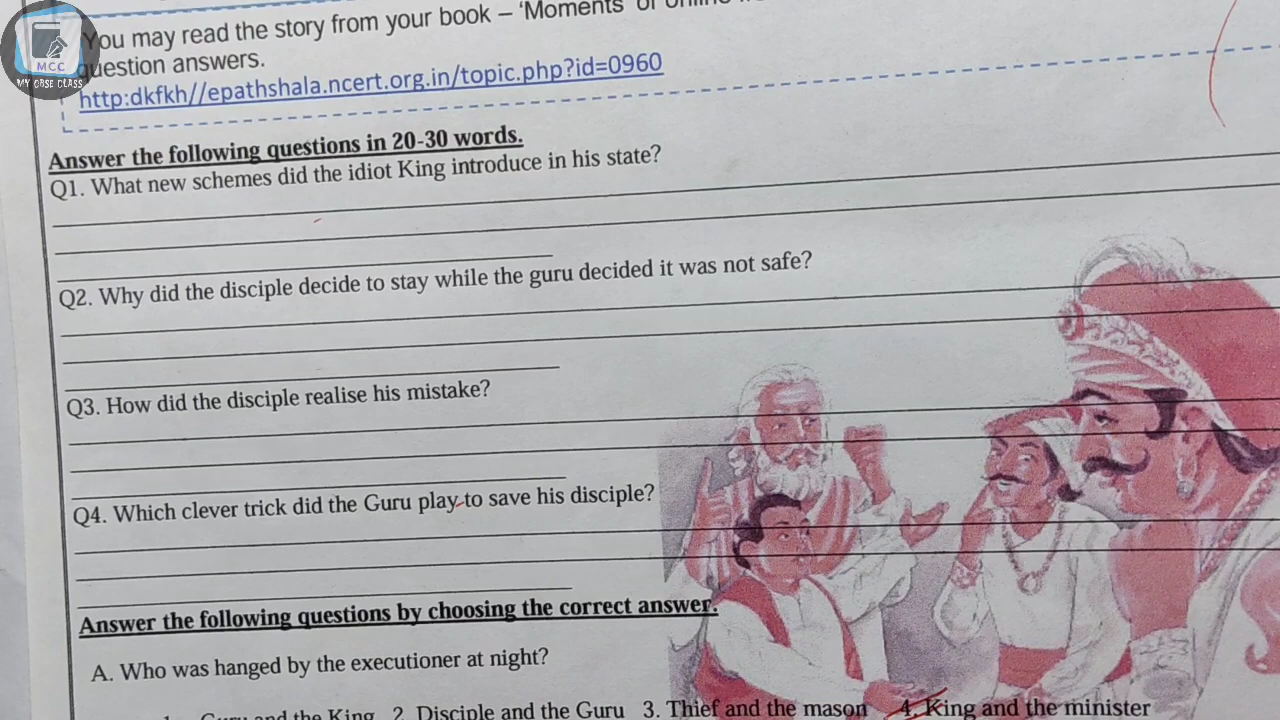 You may read the story from your book – 'Moments' or online
question answers.
http:dkfkh//epathshala.ncert.org.in/topic.php?id=0960
MCC
MY CBSE CLASS
Answer the following questions in 20-30 words.
Q1. What new schemes did the idiot King introduce in his state?
Q2. Why did the disciple decide to stay while the guru decided it was not safe?
Q3. How did the disciple realise his mistake?
Q4. Which clever trick did the Guru play to save his disciple?
Answer the following questions by choosing the correct answer.
A. Who was hanged by the executioner at night?
Guru and the King 2. Disciple and the Guru 3. Thief and the mason 4. King and the minister